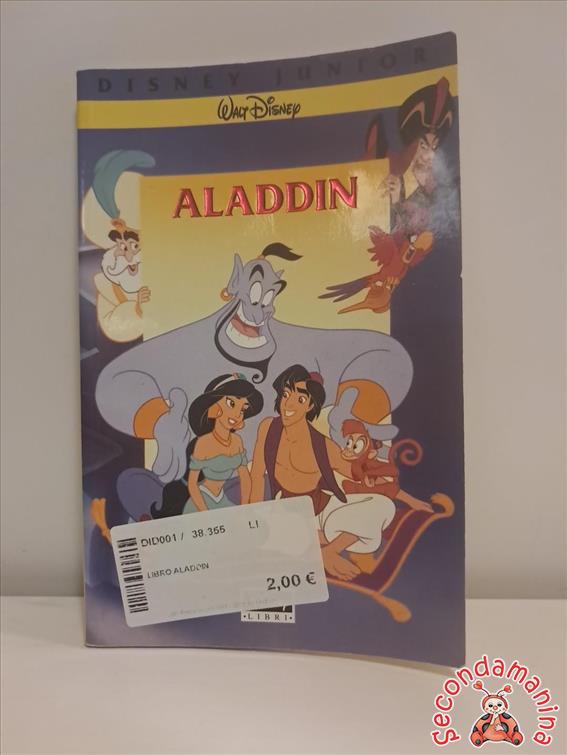 DISNEY JUNIOR
WALT DISNEY
ALADDIN
DID001 / 38.355 LI
LIBRO ALADDIN
2,00 €
• LIBRI •
Secondamanina